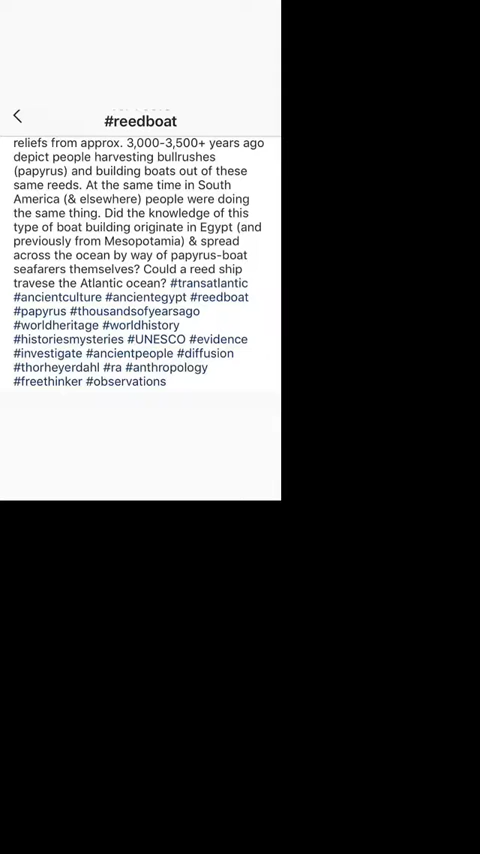 #reedboat
reliefs from approx. 3,000-3,500+ years ago
depict people harvesting bullrushes
(papyrus) and building boats out of these
same reeds. At the same time in South
America (& elsewhere) people were doing
the same thing. Did the knowledge of this
type of boat building originate in Egypt (and
previously from Mesopotamia) & spread
across the ocean by way of papyrus-boat
seafarers themselves? Could a reed ship
travese the Atlantic ocean? #transatlantic
#ancientculture #ancientegypt #reedboat
#papyrus #thousandsofyearsago
#worldheritage #worldhistory
#historiesmysteries #UNESCO #evidence
#investigate #ancientpeople #diffusion
#thorheyerdahl #ra #anthropology
#freethinker #observations